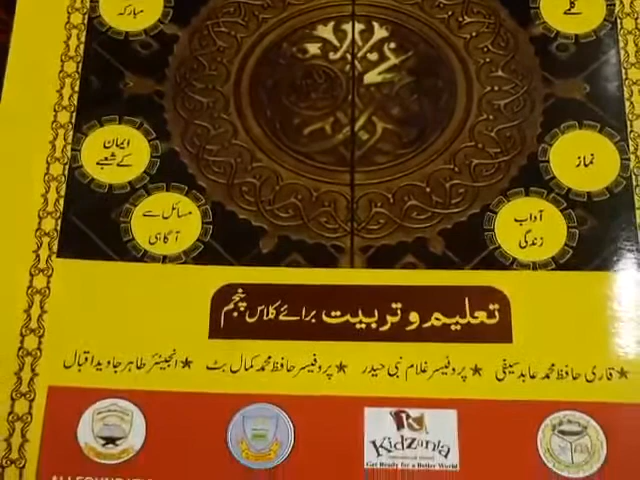 مبارکہ
کلمے
ایمان
کے شعبے
نماز
مسائل سے
آگاہی
آداب
زندگی
تعلیم و تربیت برائے کلاس پنجم
★ قاری حافظ محمد عابد سیفی ★ پروفیسر غلام نبی حیدر ★ پروفیسر حافظ محمد کمال بٹ ★ انجینئر طاہر جاوید اقبال
Kidzania
Get Ready for a Better World